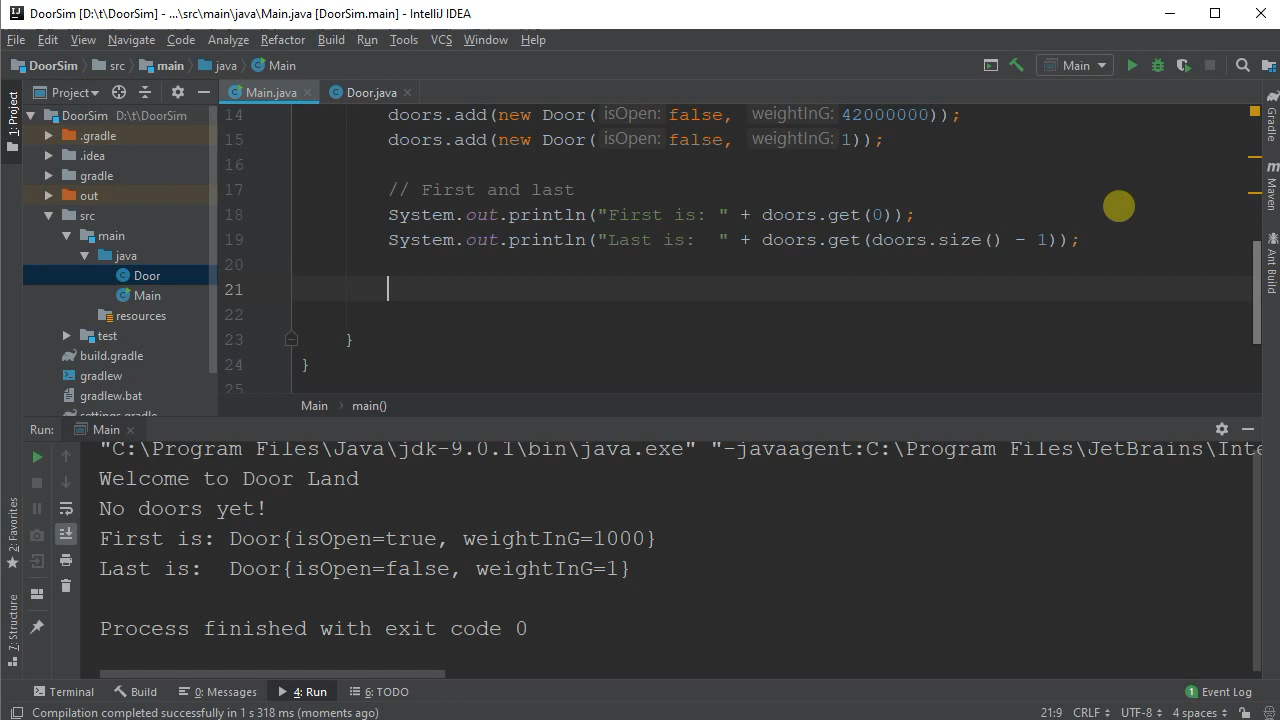 DoorSim [D:\t\DoorSim] - ...\src\main\java\Main.java [DoorSim.main] - IntelliJ IDEA
File Edit View Navigate Code Analyze Refactor Build Run Tools VCS Window Help
DoorSim src main java Main
Main
1: Project
Project
Main.java
Door.java
DoorSim D:\t\DoorSim
.gradle
.idea
gradle
out
src
main
java
Door
Main
resources
test
build.gradle
gradlew
gradlew.bat
settings.gradle
14 doors.add(new Door( isOpen: false, weightInG: 42000000));
15 doors.add(new Door( isOpen: false, weightInG: 1));
16
17 // First and last
18 System.out.println("First is: " + doors.get(0));
19 System.out.println("Last is:  " + doors.get(doors.size() - 1));
20
21
22
23 }
24 }
25
Main main()
Gradle
Maven
Ant Build
Run: Main
"C:\Program Files\Java\jdk-9.0.1\bin\java.exe" "-javaagent:C:\Program Files\JetBrains\Inte
Welcome to Door Land
No doors yet!
First is: Door{isOpen=true, weightInG=1000}
Last is:  Door{isOpen=false, weightInG=1}
Process finished with exit code 0
2: Favorites
7: Structure
Terminal Build 0: Messages 4: Run 6: TODO 1 Event Log
Compilation completed successfully in 1 s 318 ms (moments ago) 21:9 CRLF UTF-8 4 spaces